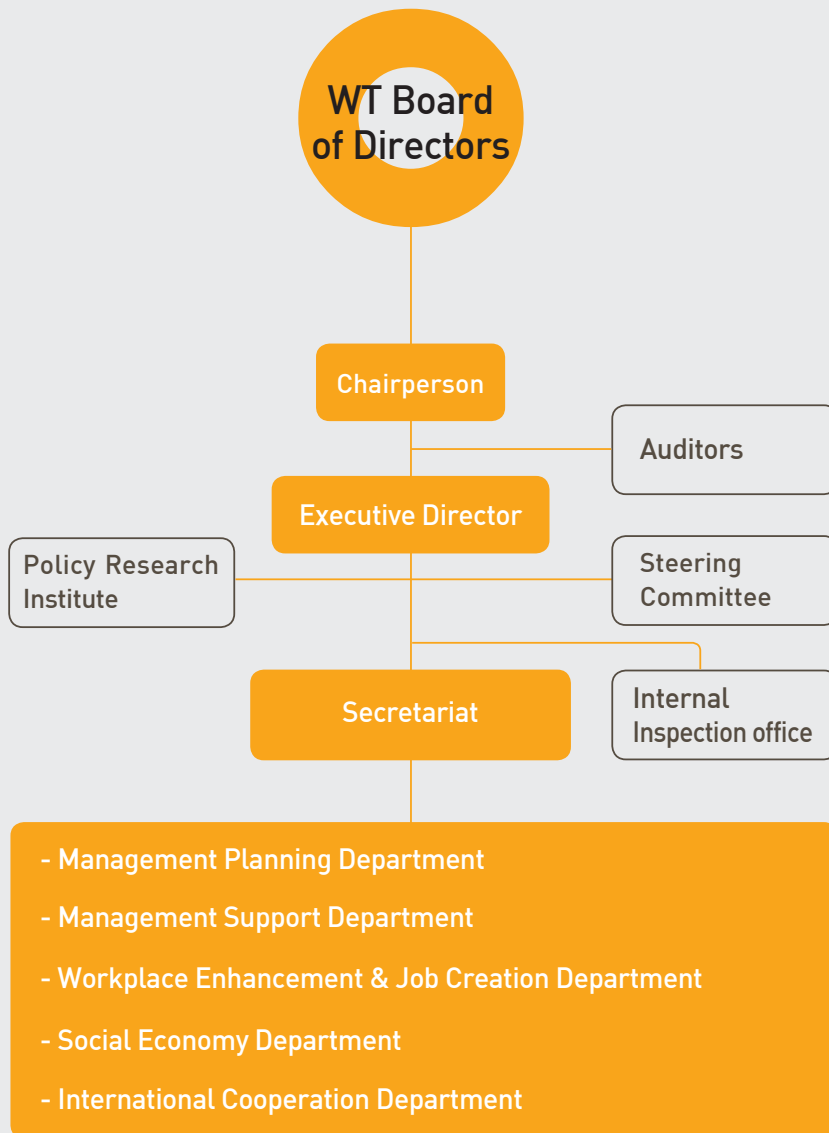 WT Board
of Directors
Chairperson
Auditors
Executive Director
Policy Research
Institute
Steering
Committee
Secretariat
Internal
Inspection office
- Management Planning Department
- Management Support Department
- Workplace Enhancement & Job Creation Department
- Social Economy Department
- International Cooperation Department